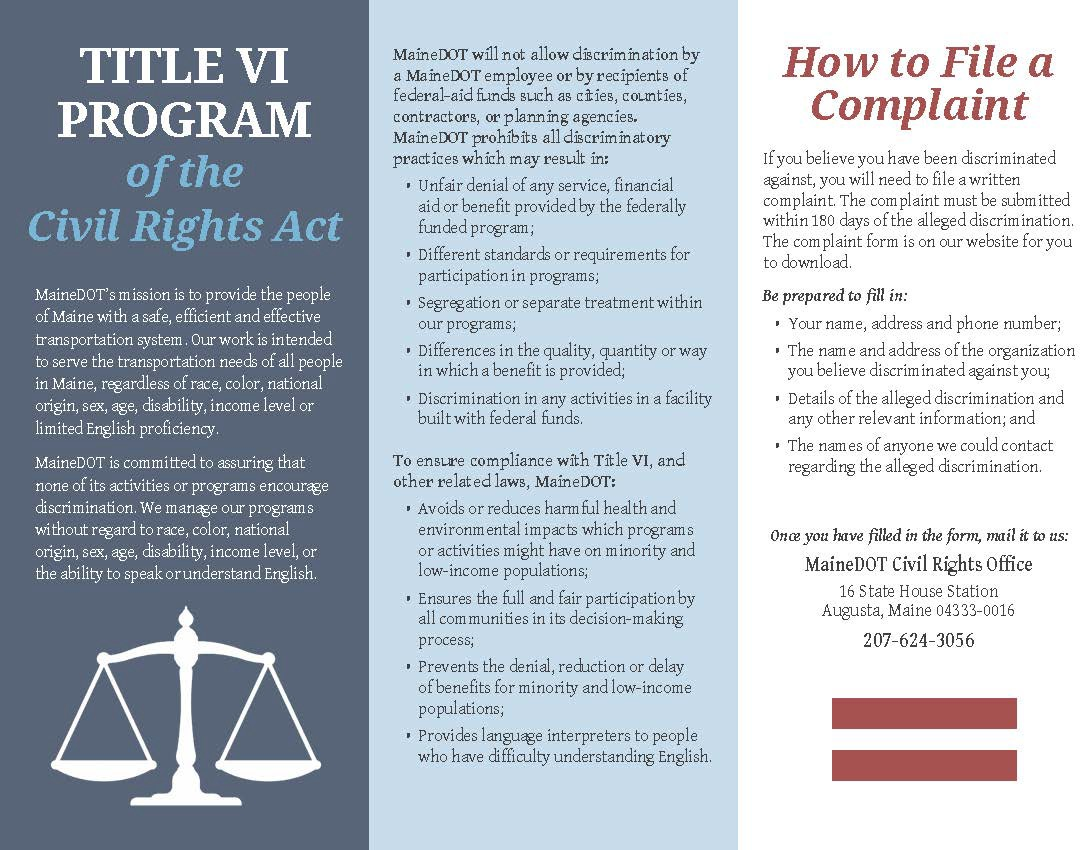 TITLE VI
PROGRAM
of the
Civil Rights Act
MaineDOT's mission is to provide the people
of Maine with a safe, efficient and effective
transportation system. Our work is intended
to serve the transportation needs of all people
in Maine, regardless of race, color, national
origin, sex, age, disability, income level or
limited English proficiency.
MaineDOT is committed to assuring that
none of its activities or programs encourage
discrimination. We manage our programs
without regard to race, color, national
origin, sex, age, disability, income level, or
the ability to speak or understand English.
MaineDOT will not allow discrimination by
a MaineDOT employee or by recipients of
federal-aid funds such as cities, counties,
contractors, or planning agencies.
MaineDOT prohibits all discriminatory
practices which may result in:
• Unfair denial of any service, financial
aid or benefit provided by the federally
funded program;
• Different standards or requirements for
participation in programs;
• Segregation or separate treatment within
our programs;
• Differences in the quality, quantity or way
in which a benefit is provided;
• Discrimination in any activities in a facility
built with federal funds.
To ensure compliance with Title VI, and
other related laws, MaineDOT:
• Avoids or reduces harmful health and
environmental impacts which programs
or activities might have on minority and
low-income populations;
• Ensures the full and fair participation by
all communities in its decision-making
process;
• Prevents the denial, reduction or delay
of benefits for minority and low-income
populations;
• Provides language interpreters to people
who have difficulty understanding English.
How to File a
Complaint
If you believe you have been discriminated
against, you will need to file a written
complaint. The complaint must be submitted
within 180 days of the alleged discrimination.
The complaint form is on our website for you
to download.
Be prepared to fill in:
• Your name, address and phone number;
• The name and address of the organization
you believe discriminated against you;
• Details of the alleged discrimination and
any other relevant information; and
• The names of anyone we could contact
regarding the alleged discrimination.
Once you have filled in the form, mail it to us:
MaineDOT Civil Rights Office
16 State House Station
Augusta, Maine 04333-0016
207-624-3056